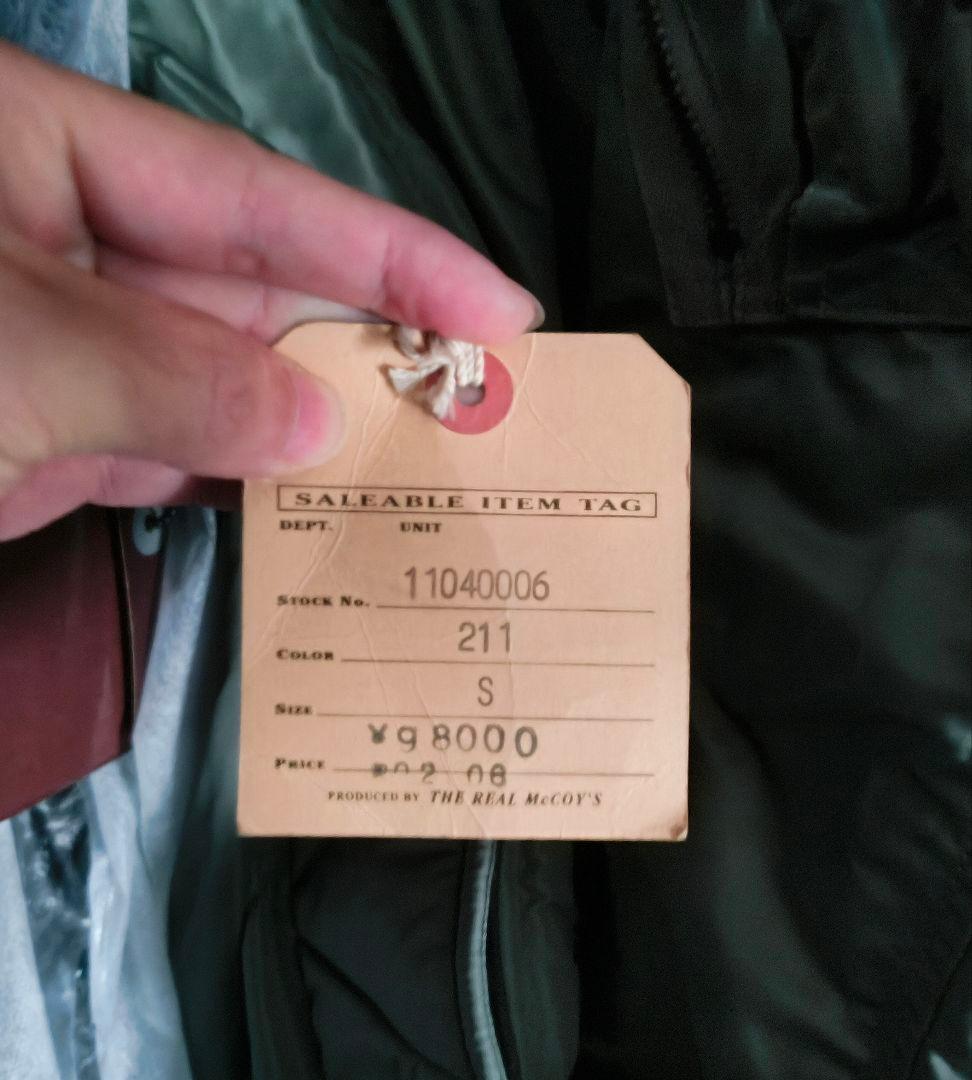 SALEABLE ITEM TAG
DEPT. UNIT
STOCK No. 11040006
COLOR 211
SIZE S
PRICE ¥98000
PRODUCED BY THE REAL McCOY'S